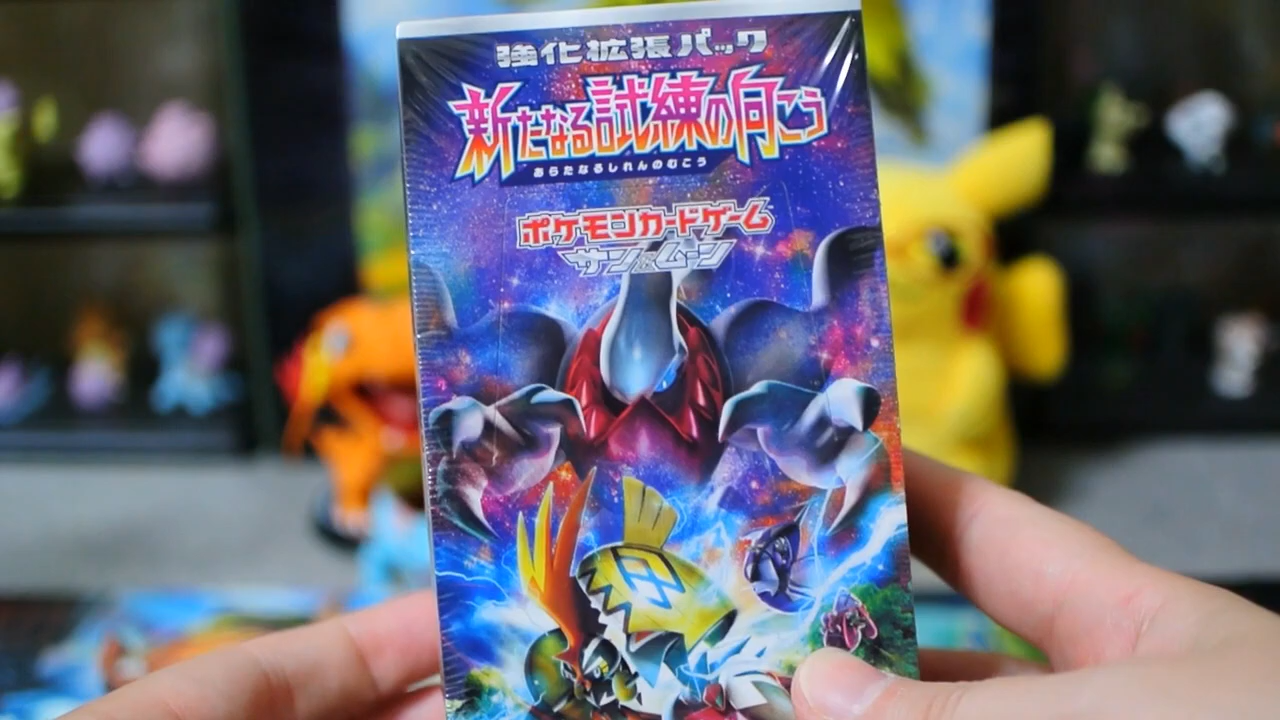 強化拡張パック
新たなる試練の向こう
あらたなるしれんのむこう
ポケモンカードゲーム
サン&ムーン